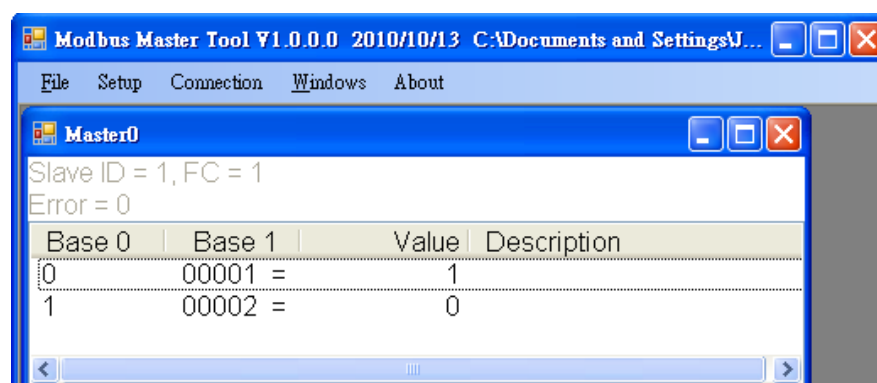 Modbus Master Tool V1.0.0.0 2010/10/13 C:\Documents and Settings\J...
File Setup Connection Windows About
Master0
Slave ID = 1, FC = 1
Error = 0
Base 0 Base 1 Value Description
0 00001 = 1
1 00002 = 0